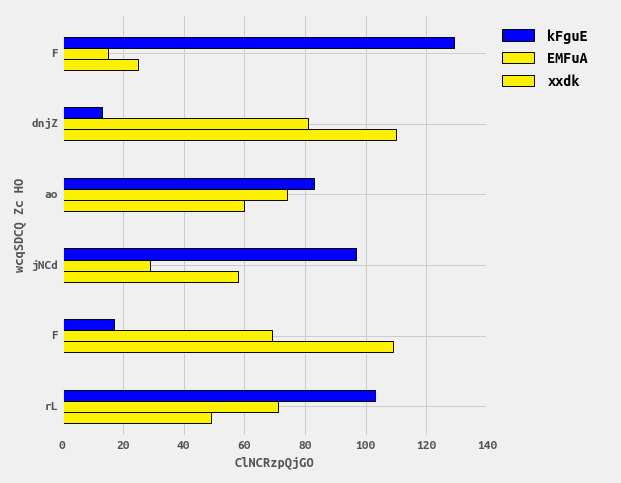 kFguE
EMFuA
xxdk
F
dnjZ
ao
jNCd
F
rL
wcqSDCQ Zc HO
0 20 40 60 80 100 120 140
ClNCRzpQjGO